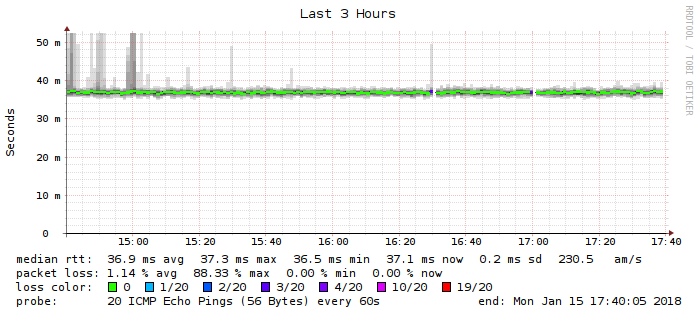 Last 3 Hours
RRDTOOL / TOBI OETIKER
Seconds
50 m
40 m
30 m
20 m
10 m
0
15:00 15:20 15:40 16:00 16:20 16:40 17:00 17:20 17:40
median rtt: 36.9 ms avg 37.3 ms max 36.5 ms min 37.1 ms now 0.2 ms sd 230.5 am/s
packet loss: 1.14 % avg 88.33 % max 0.00 % min 0.00 % now
loss color: 0 1/20 2/20 3/20 4/20 10/20 19/20
probe: 20 ICMP Echo Pings (56 Bytes) every 60s end: Mon Jan 15 17:40:05 2018